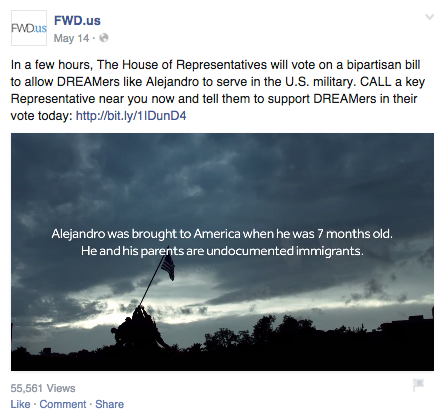 FWD.us
FWD.us
May 14 ·
In a few hours, The House of Representatives will vote on a bipartisan bill
to allow DREAMers like Alejandro to serve in the U.S. military. CALL a key
Representative near you now and tell them to support DREAMers in their
vote today: http://bit.ly/1IDunD4
Alejandro was brought to America when he was 7 months old.
He and his parents are undocumented immigrants.
55,561 Views
Like · Comment · Share